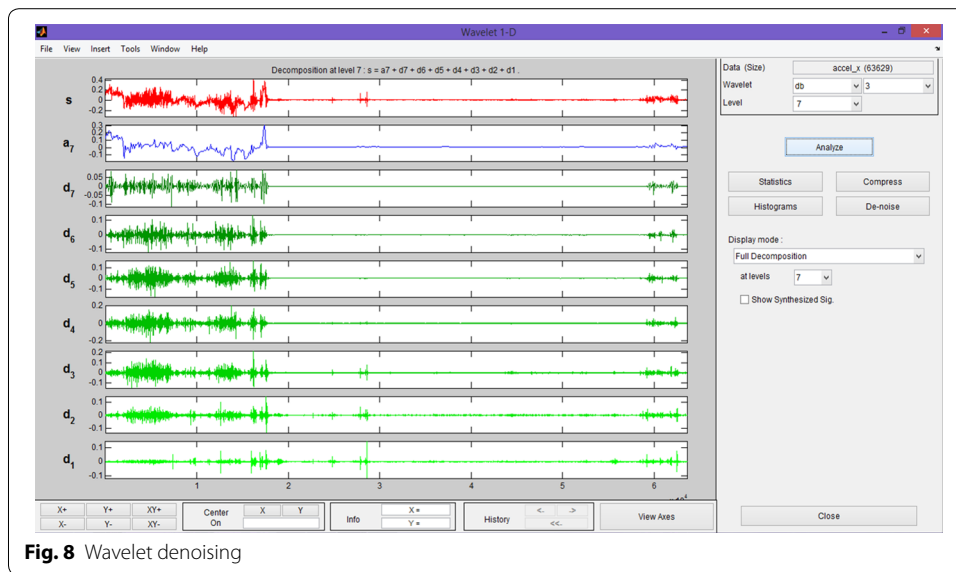 Wavelet 1-D
File View Insert Tools Window Help
Decomposition at level 7 : s = a7 + d7 + d6 + d5 + d4 + d3 + d2 + d1 .
s
0.4
0.2
0
-0.2
a7
0.3
0.2
0.1
0
-0.1
d7
0.05
0
-0.05
-0.1
d6
0.1
0
-0.1
d5
0.1
0
-0.1
d4
0.2
0
-0.2
d3
0.2
0.1
0
-0.1
d2
0.1
0
-0.1
d1
0.1
0
-0.1
1 2 3 4 5 6
Data (Size) accel_x (63629)
Wavelet db 3
Level 7
Analyze
Statistics Compress
Histograms De-noise
Display mode :
Full Decomposition
at levels 7
Show Synthesized Sig.
X+ Y+ XY+
X- Y- XY-
Center On X Y
Info X = Y =
History <- -> <<-
View Axes
Close
Fig. 8 Wavelet denoising